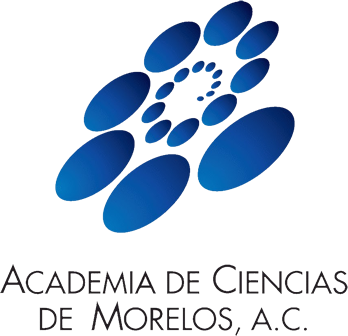 ACADEMIA DE CIENCIAS
DE MORELOS, A.C.